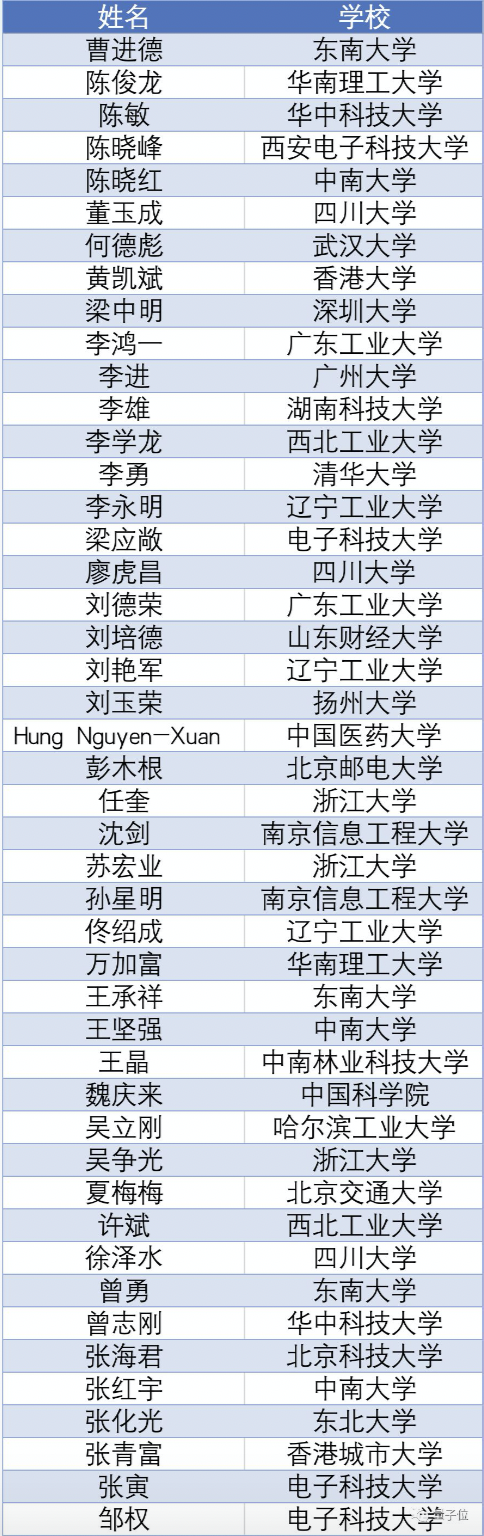 姓名 学校
曹进德 东南大学
陈俊龙 华南理工大学
陈敏 华中科技大学
陈晓峰 西安电子科技大学
陈晓红 中南大学
董玉成 四川大学
何德彪 武汉大学
黄凯斌 香港大学
梁中明 深圳大学
李鸿一 广东工业大学
李进 广州大学
李雄 湖南科技大学
李学龙 西北工业大学
李勇 清华大学
李永明 辽宁工业大学
梁应敞 电子科技大学
廖虎昌 四川大学
刘德荣 广东工业大学
刘培德 山东财经大学
刘艳军 辽宁工业大学
刘玉荣 扬州大学
Hung Nguyen-Xuan 中国医药大学
彭木根 北京邮电大学
任奎 浙江大学
沈剑 南京信息工程大学
苏宏业 浙江大学
孙星明 南京信息工程大学
佟绍成 辽宁工业大学
万加富 华南理工大学
王承祥 东南大学
王坚强 中南大学
王晶 中南林业科技大学
魏庆来 中国科学院
吴立刚 哈尔滨工业大学
吴争光 浙江大学
夏梅梅 北京交通大学
许斌 西北工业大学
徐泽水 四川大学
曾勇 东南大学
曾志刚 华中科技大学
张海君 北京科技大学
张红宇 中南大学
张化光 东北大学
张青富 香港城市大学
张寅 电子科技大学
邹权 电子科技大学
量子位